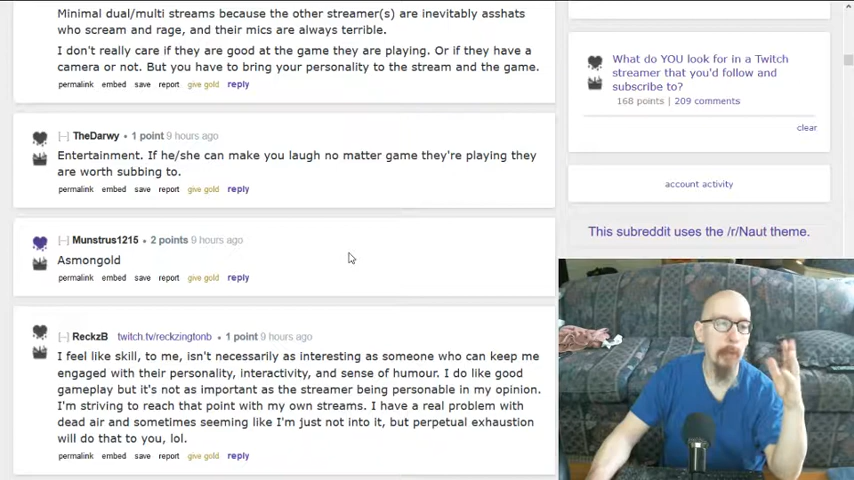 Minimal dual/multi streams because the other streamer(s) are inevitably asshats
who scream and rage, and their mics are always terrible.
I don't really care if they are good at the game they are playing. Or if they have a
camera or not. But you have to bring your personality to the stream and the game.
permalink embed save report give gold reply
[–] TheDarwy • 1 point 9 hours ago
Entertainment. If he/she can make you laugh no matter game they're playing they
are worth subbing to.
permalink embed save report give gold reply
[–] Munstrus1215 • 2 points 9 hours ago
Asmongold
permalink embed save report give gold reply
[–] ReckzB twitch.tv/reckzingtonb • 1 point 9 hours ago
I feel like skill, to me, isn't necessarily as interesting as someone who can keep me
engaged with their personality, interactivity, and sense of humour. I do like good
gameplay but it's not as important as the streamer being personable in my opinion.
I'm striving to reach that point with my own streams. I have a real problem with
dead air and sometimes seeming like I'm just not into it, but perpetual exhaustion
will do that to you, lol.
permalink embed save report give gold reply
What do YOU look for in a Twitch
streamer that you'd follow and
subscribe to?
168 points | 209 comments
clear
account activity
This subreddit uses the /r/Naut theme.